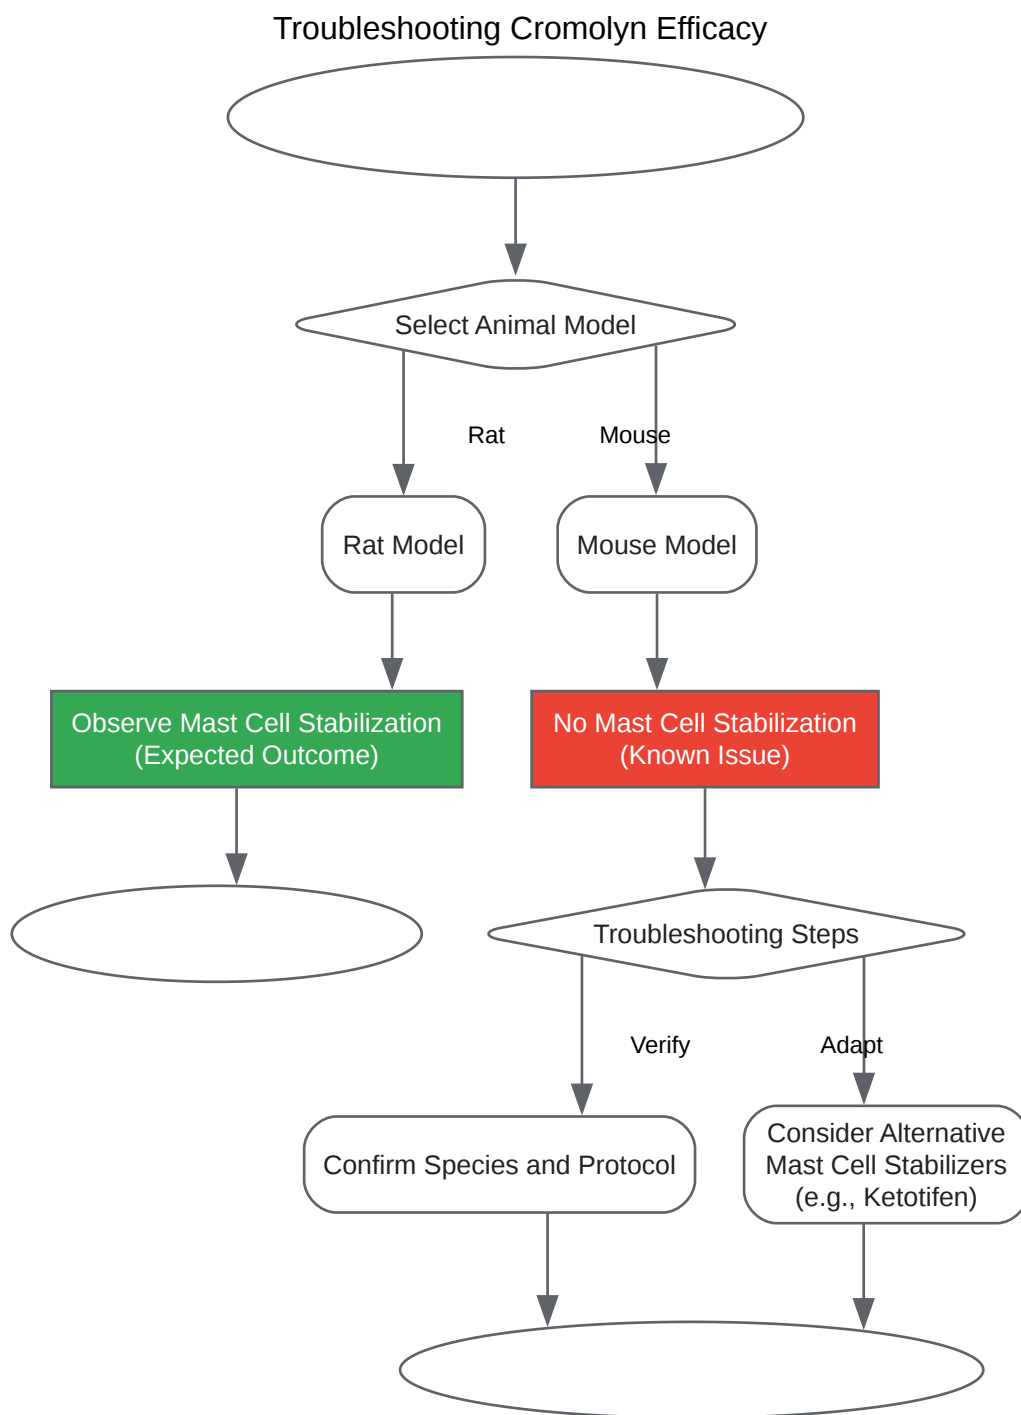 Troubleshooting Cromolyn Efficacy
Select Animal Model
Rat
Mouse
Rat Model
Mouse Model
Observe Mast Cell Stabilization
(Expected Outcome)
No Mast Cell Stabilization
(Known Issue)
Troubleshooting Steps
Verify
Adapt
Confirm Species and Protocol
Consider Alternative
Mast Cell Stabilizers
(e.g., Ketotifen)